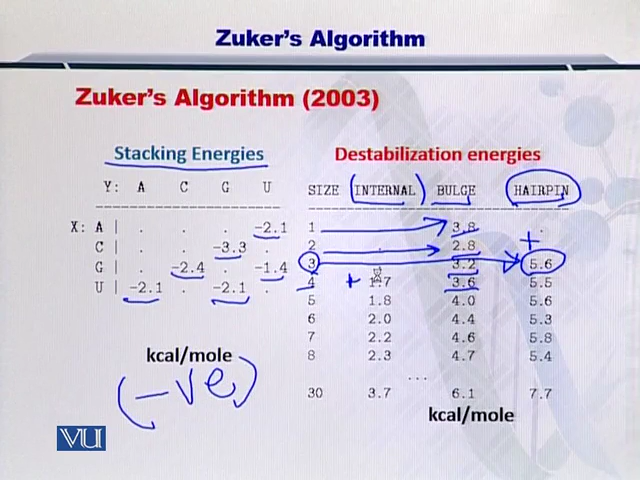 Zuker's Algorithm
Zuker's Algorithm (2003)
Stacking Energies
Y: A C G U
X: A | . . . -2.1
C | . . -3.3 .
G | . -2.4 . -1.4
U | -2.1 . -2.1 .
kcal/mole
(-ve)
Destabilization energies
SIZE INTERNAL BULGE HAIRPIN
1 . 3.8 .
2 . 2.8 . +
3 . 3.2 5.6
4 + 1.7 3.6 5.5
5 1.8 4.0 5.6
6 2.0 4.4 5.3
7 2.2 4.6 5.8
8 2.3 4.7 5.4
...
30 3.7 6.1 7.7
kcal/mole
VU